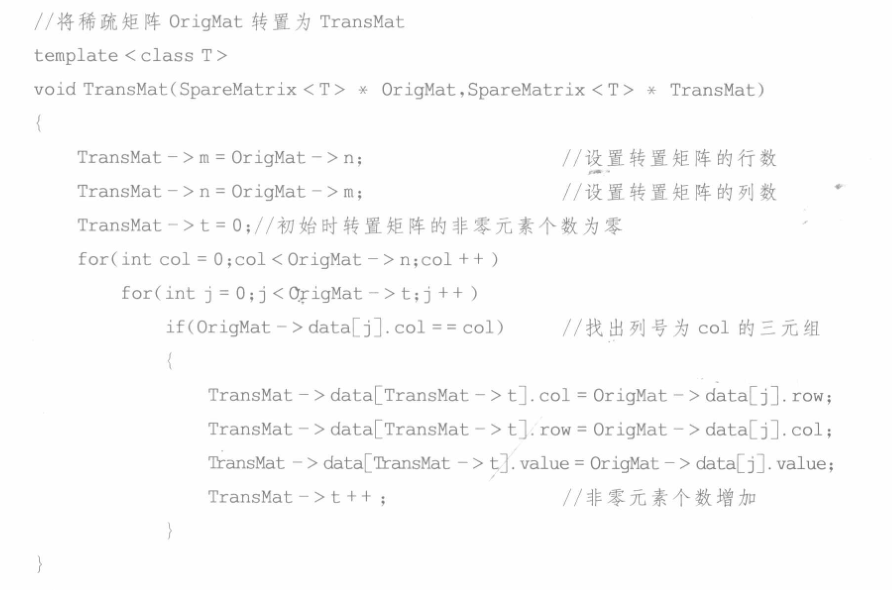 //将稀疏矩阵 OrigMat 转置为 TransMat
template <class T>
void TransMat(SpareMatrix<T> * OrigMat,SpareMatrix<T> * TransMat)
{
TransMat->m=OrigMat->n; //设置转置矩阵的行数
TransMat->n=OrigMat->m; //设置转置矩阵的列数
TransMat->t=0;//初始时转置矩阵的非零元素个数为零
for(int col=0;col<OrigMat->n;col++)
for(int j=0;j<OrigMat->t;j++)
if(OrigMat->data[j].col==col) //找出列号为 col 的三元组
{
TransMat->data[TransMat->t].col=OrigMat->data[j].row;
TransMat->data[TransMat->t].row=OrigMat->data[j].col;
TransMat->data[TransMat->t].value=OrigMat->data[j].value;
TransMat->t++; //非零元素个数增加
}
}